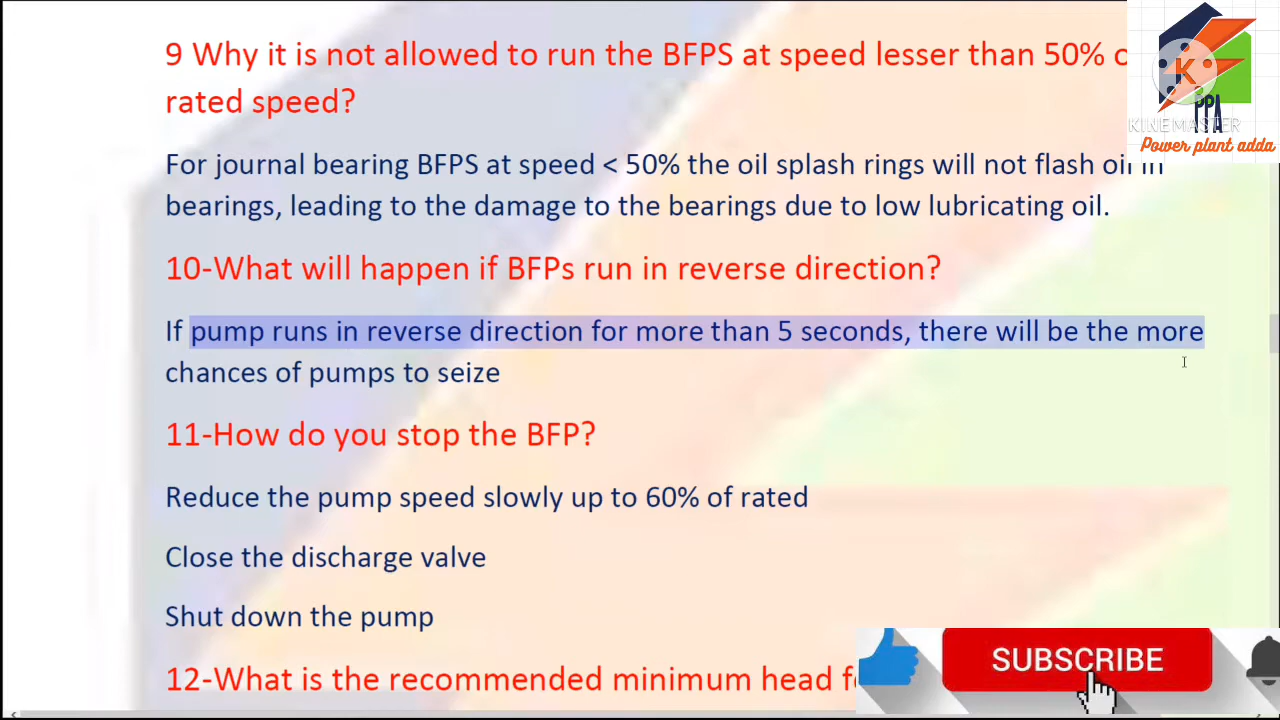 9 Why it is not allowed to run the BFPS at speed lesser than 50%
rated speed?
For journal bearing BFPS at speed < 50% the oil splash rings will not flash oil in
bearings, leading to the damage to the bearings due to low lubricating oil.
10-What will happen if BFPs run in reverse direction?
If pump runs in reverse direction for more than 5 seconds, there will be the more
chances of pumps to seize
11-How do you stop the BFP?
Reduce the pump speed slowly up to 60% of rated
Close the discharge valve
Shut down the pump
12-What is the recommended minimum head
K
PPA
KINEMASTER
Power plant adda
SUBSCRIBE